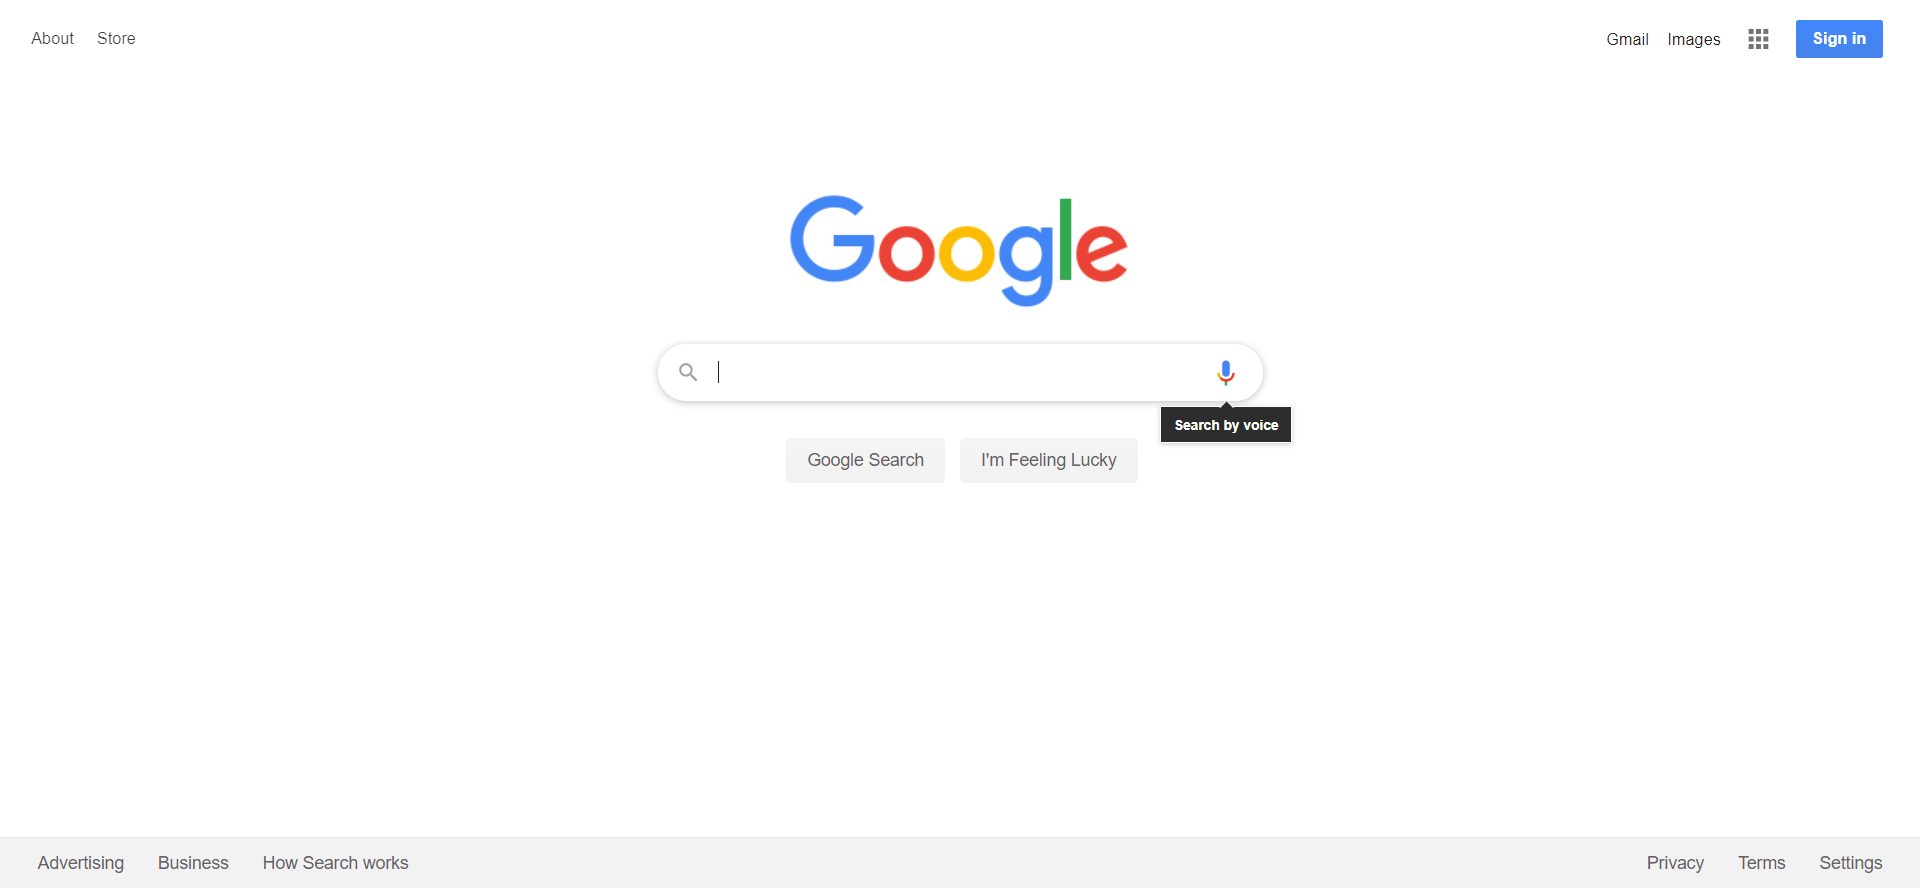 About Store
Gmail Images Sign in
Google
Search by voice
Google Search I'm Feeling Lucky
Advertising Business How Search works
Privacy Terms Settings